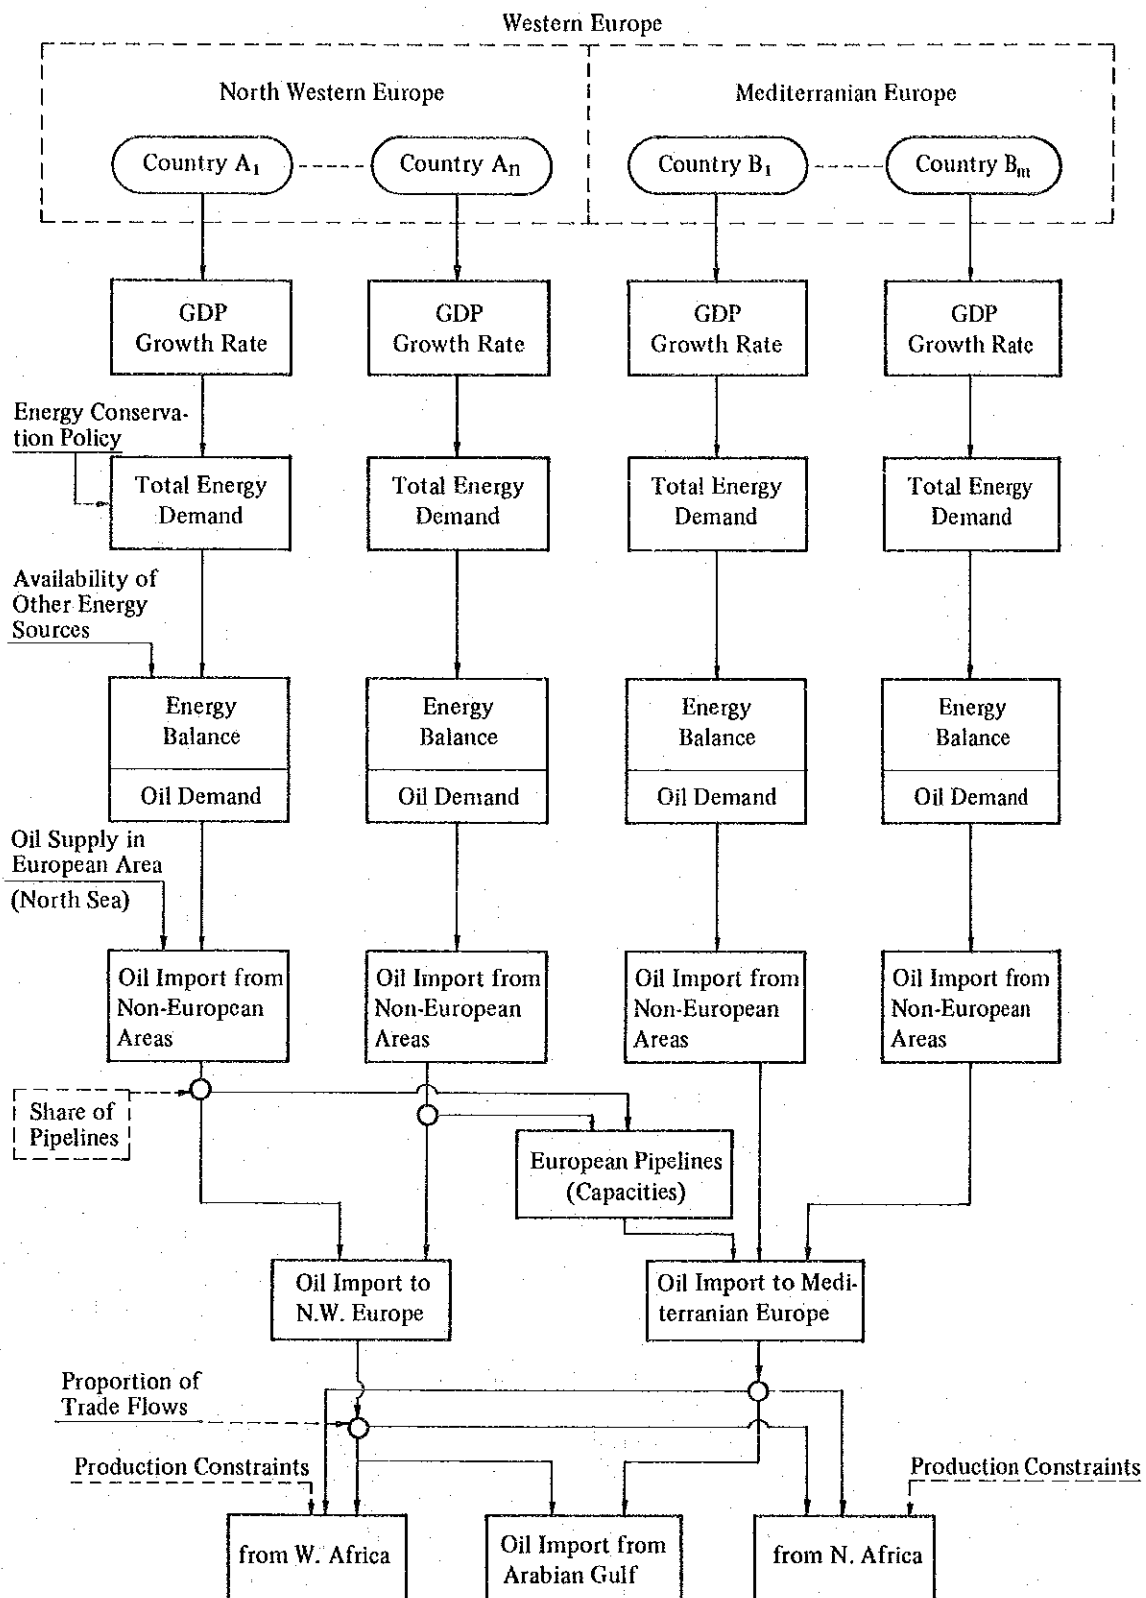 Western Europe
North Western Europe
Mediterranian Europe
Country A1
Country An
Country B1
Country Bm
GDP
Growth Rate
GDP
Growth Rate
GDP
Growth Rate
GDP
Growth Rate
Energy Conserva-
tion Policy
Total Energy
Demand
Total Energy
Demand
Total Energy
Demand
Total Energy
Demand
Availability of
Other Energy
Sources
Energy
Balance
Oil Demand
Energy
Balance
Oil Demand
Energy
Balance
Oil Demand
Energy
Balance
Oil Demand
Oil Supply in
European Area
(North Sea)
Oil Import from
Non-European
Areas
Oil Import from
Non-European
Areas
Oil Import from
Non-European
Areas
Oil Import from
Non-European
Areas
Share of
Pipelines
European Pipelines
(Capacities)
Oil Import to
N.W. Europe
Oil Import to Medi-
terranian Europe
Proportion of
Trade Flows
Production Constraints
Production Constraints
from W. Africa
Oil Import from
Arabian Gulf
from N. Africa